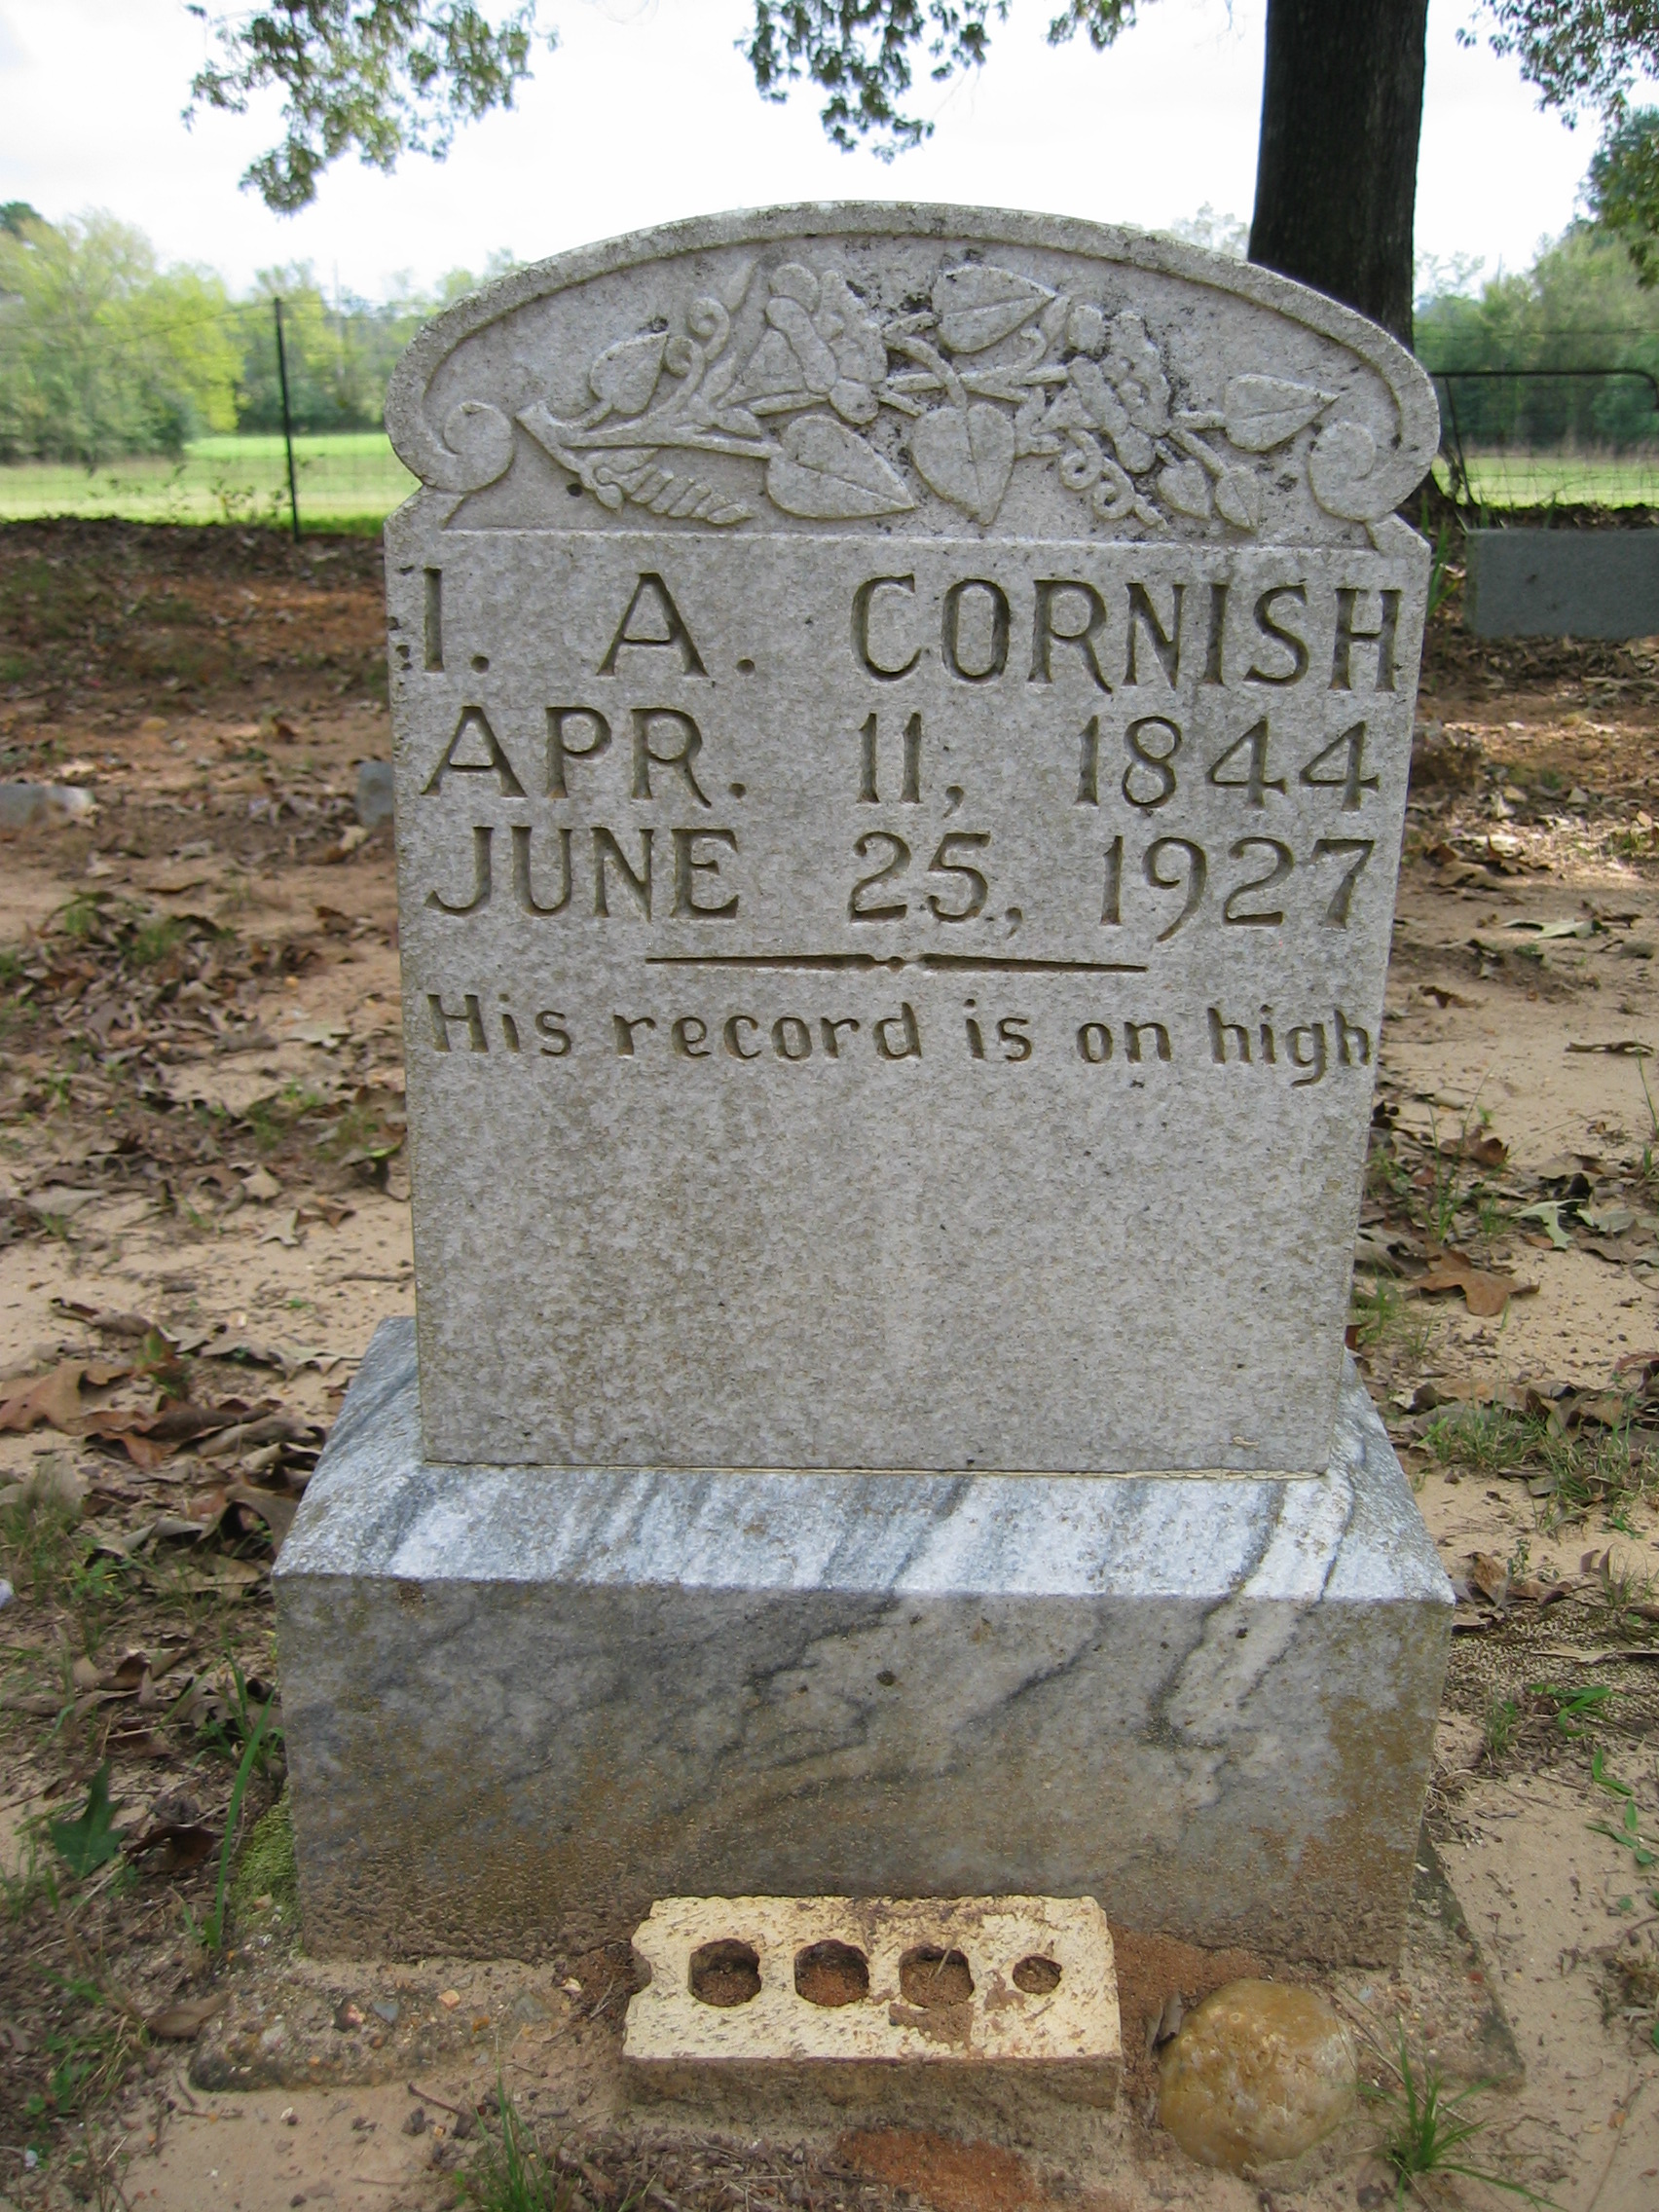 I. A. CORNISH
APR. 11, 1844
JUNE 25, 1927
His record is on high